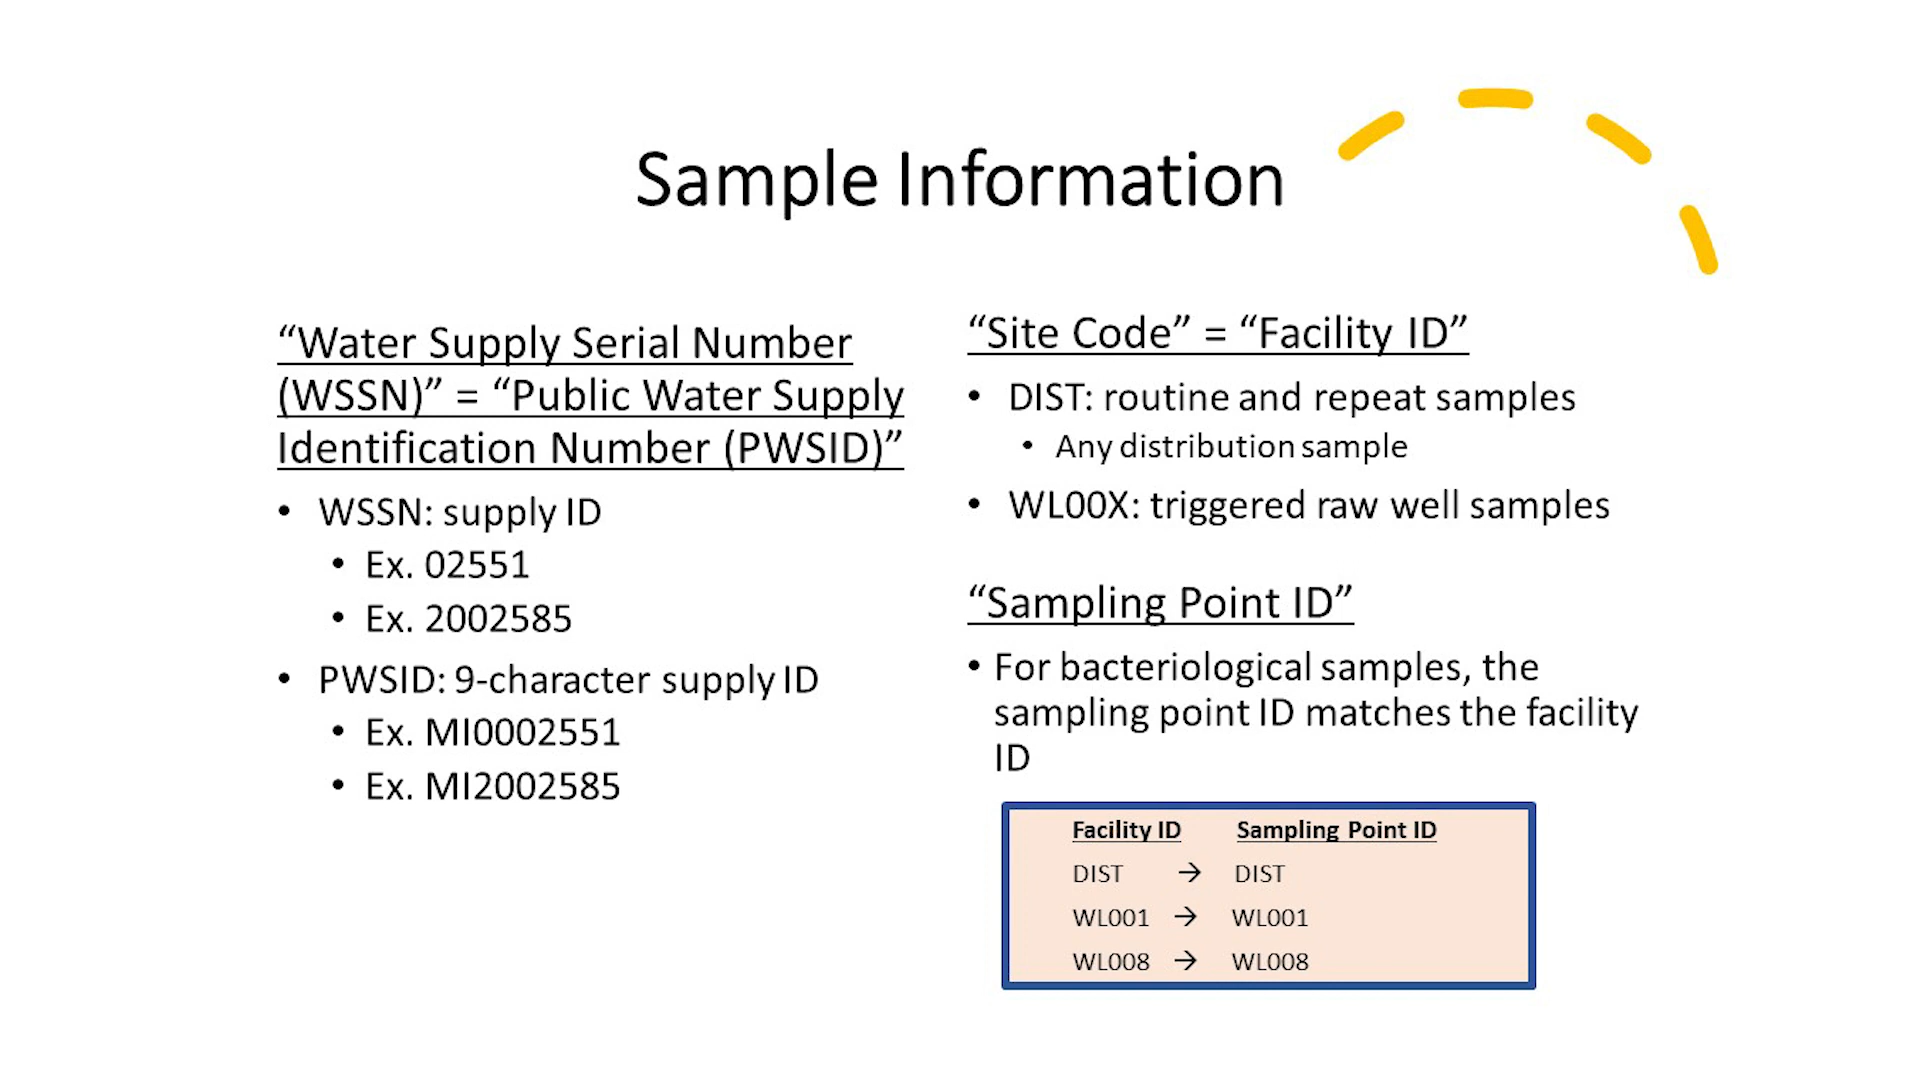 Sample Information
“Water Supply Serial Number
(WSSN)” = “Public Water Supply
Identification Number (PWSID)”
• WSSN: supply ID
• Ex. 02551
• Ex. 2002585
• PWSID: 9-character supply ID
• Ex. MI0002551
• Ex. MI2002585
“Site Code” = “Facility ID”
• DIST: routine and repeat samples
• Any distribution sample
• WL00X: triggered raw well samples
“Sampling Point ID”
• For bacteriological samples, the
sampling point ID matches the facility
ID
Facility ID Sampling Point ID
DIST → DIST
WL001 → WL001
WL008 → WL008